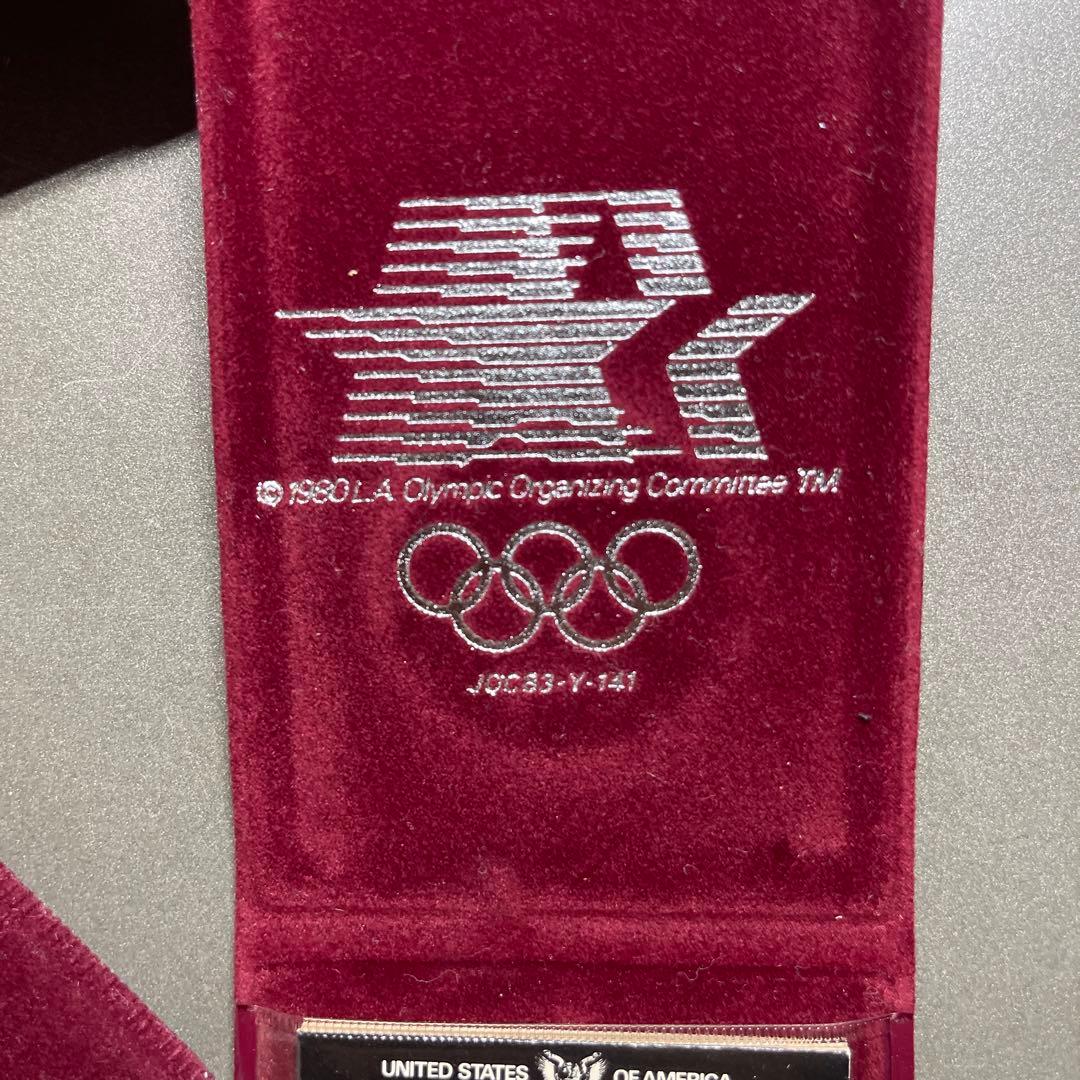 © 1980 L.A. Olympic Organizing Committee TM
JOC83-Y-141
UNITED STATES OF AMERICA